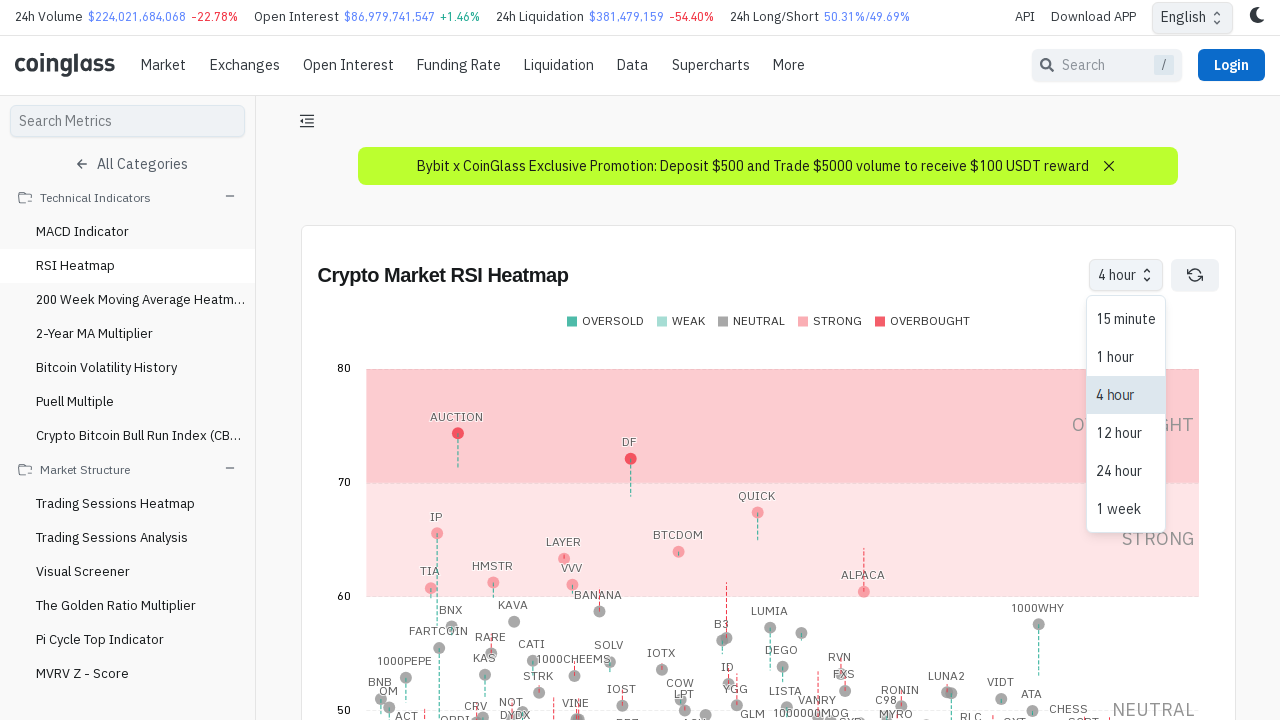 24h Volume $224,021,684,068 -22.78% Open Interest $86,979,741,547 +1.46% 24h Liquidation $381,479,159 -54.40% 24h Long/Short 50.31%/49.69% API Download APP English
coinglass Market Exchanges Open Interest Funding Rate Liquidation Data Supercharts More Search / Login
Search Metrics
All Categories
Technical Indicators
MACD Indicator
RSI Heatmap
200 Week Moving Average Heatm...
2-Year MA Multiplier
Bitcoin Volatility History
Puell Multiple
Crypto Bitcoin Bull Run Index (CB...
Market Structure
Trading Sessions Heatmap
Trading Sessions Analysis
Visual Screener
The Golden Ratio Multiplier
Pi Cycle Top Indicator
MVRV Z - Score
Bybit x CoinGlass Exclusive Promotion: Deposit $500 and Trade $5000 volume to receive $100 USDT reward
Crypto Market RSI Heatmap
4 hour
15 minute
1 hour
4 hour
12 hour
24 hour
1 week
OVERSOLD WEAK NEUTRAL STRONG OVERBOUGHT
80
AUCTION
DF
70
QUICK
IP
BTCDOM
STRONG
LAYER
HMSTR
VVV
TIA
ALPACA
60
BANANA
KAVA
BNX
1000WHY
LUMIA
B3
FARTCOIN
RARE
CATI
SOLV
DEGO
IOTX
RVN
1000PEPE
KAS
1000CHEEMS
ID
STRK
FXS
LUNA2
BNB
OM
COW
VIDT
IOST
YGG
LISTA
RONIN
LPT
ATA
NOT
VINE
VANRY
C98
CRV
50
ACT
DYDX
GLM
1000000MOG
MYRO
CHESS
NEUTRAL
RLC